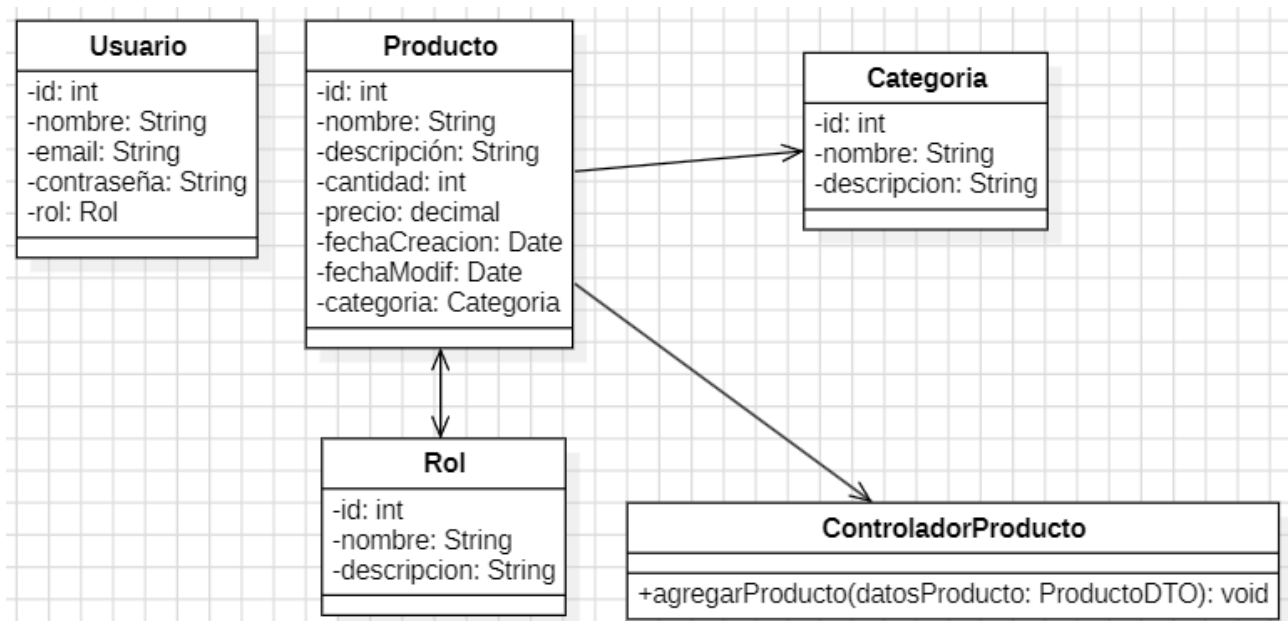 Usuario
-id: int
-nombre: String
-email: String
-contraseña: String
-rol: Rol
Producto
-id: int
-nombre: String
-descripción: String
-cantidad: int
-precio: decimal
-fechaCreacion: Date
-fechaModif: Date
-categoria: Categoria
Categoria
-id: int
-nombre: String
-descripcion: String
Rol
-id: int
-nombre: String
-descripcion: String
ControladorProducto
+agregarProducto(datosProducto: ProductoDTO): void